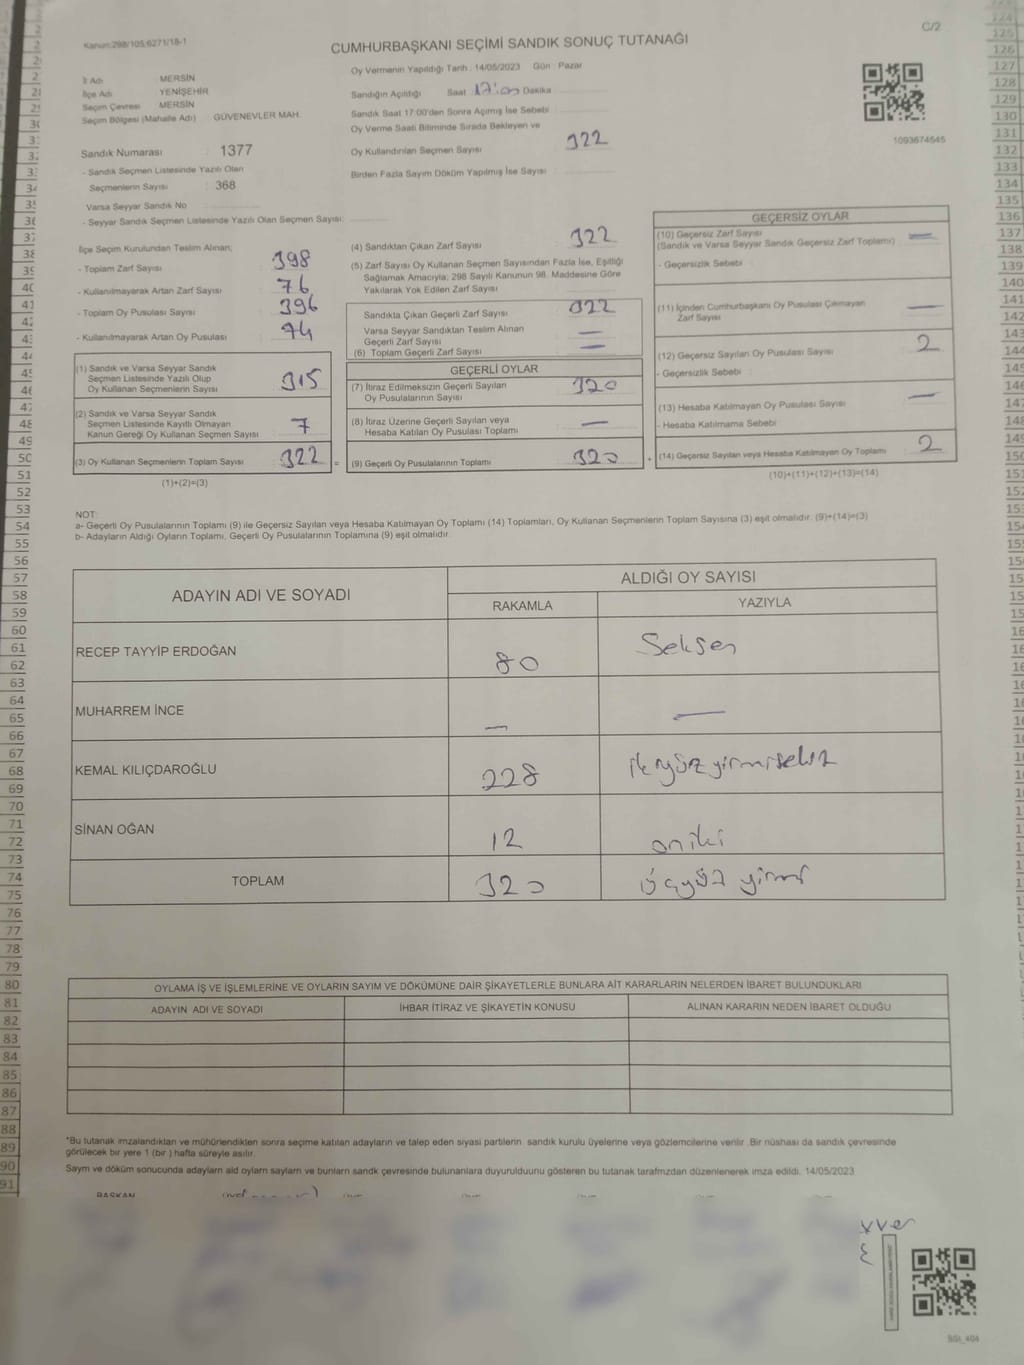 C/2
Kanun:298/105,6271/18-1
CUMHURBAŞKANI SEÇİMİ SANDIK SONUÇ TUTANAĞI
İl Adı MERSİN
İlçe Adı YENİŞEHİR
Seçim Çevresi MERSİN
Seçim Bölgesi (Mahalle Adı) GÜVENEVLER MAH.
Sandık Numarası 1377
- Sandık Seçmen Listesinde Yazılı Olan
Seçmenlerin Sayısı : 368
Varsa Seyyar Sandık No
- Seyyar Sandık Seçmen Listesinde Yazılı Olan Seçmen Sayısı:
Oy Vermenin Yapıldığı Tarih : 14/05/2023 Gün : Pazar
Sandığın Açıldığı Saat 17:00 Dakika
Sandık Saat 17:00'den Sonra Açımış İse Sebebi
Oy Verme Saati Bitiminde Sırada Bekleyen ve
Oy Kullandırılan Seçmen Sayısı 322
Birden Fazla Sayım Döküm Yapılmış İse Sayısı
1093674545
İlçe Seçim Kurulundan Teslim Alınan;
- Toplam Zarf Sayısı 398
- Kullanılmayarak Artan Zarf Sayısı 76
- Toplam Oy Pusulası Sayısı 396
- Kullanılmayarak Artan Oy Pusulası 74
(1) Sandık ve Varsa Seyyar Sandık
Seçmen Listesinde Yazılı Olup
Oy Kullanan Seçmenlerin Sayısı 315
(2) Sandık ve Varsa Seyyar Sandık
Seçmen Listesinde Kayıtlı Olmayan
Kanun Gereği Oy Kullanan Seçmen Sayısı 7
(3) Oy Kullanan Seçmenlerin Toplam Sayısı 322
(1)+(2)=(3)
(4) Sandıktan Çıkan Zarf Sayısı 322
(5) Zarf Sayısı Oy Kullanan Seçmen Sayısından Fazla İse, Eşitliği
Sağlamak Amacıyla; 298 Sayılı Kanunun 98. Maddesine Göre
Yakılarak Yok Edilen Zarf Sayısı
Sandıkta Çıkan Geçerli Zarf Sayısı 322
Varsa Seyyar Sandıktan Teslim Alınan
Geçerli Zarf Sayısı —
(6) Toplam Geçerli Zarf Sayısı —
GEÇERLİ OYLAR
(7) İtiraz Edilmeksizin Geçerli Sayılan
Oy Pusulalarının Sayısı 320
(8) İtiraz Üzerine Geçerli Sayılan veya
Hesaba Katılan Oy Pusulası Toplamı —
= (9) Geçerli Oy Pusulalarının Toplamı 320
GEÇERSİZ OYLAR
(10) Geçersiz Zarf Sayısı —
(Sandık ve Varsa Seyyar Sandık Geçersiz Zarf Toplamı)
- Geçersizlik Sebebi
(11) İçinden Cumhurbaşkanı Oy Pusulası Çıkmayan
Zarf Sayısı —
(12) Geçersiz Sayılan Oy Pusulası Sayısı 2
- Geçersizlik Sebebi
(13) Hesaba Katılmayan Oy Pusulası Sayısı —
- Hesaba Katılmama Sebebi
+ (14) Geçersiz Sayılan veya Hesaba Katılmayan Oy Toplamı 2
(10)+(11)+(12)+(13)=(14)
NOT:
a- Geçerli Oy Pusulalarının Toplamı (9) ile Geçersiz Sayılan veya Hesaba Katılmayan Oy Toplamı (14) Toplamları, Oy Kullanan Seçmenlerin Toplam Sayısına (3) eşit olmalıdır. (9)+(14)=(3)
b- Adayların Aldığı Oyların Toplamı, Geçerli Oy Pusulalarının Toplamına (9) eşit olmalıdır.
ADAYIN ADI VE SOYADI
ALDIĞI OY SAYISI
RAKAMLA YAZIYLA
RECEP TAYYİP ERDOĞAN 80 Seksen
MUHARREM İNCE — —
KEMAL KILIÇDAROĞLU 228 ikiyüzyirmisekiz
SİNAN OĞAN 12 oniki
TOPLAM 320 üçyüz yirmi
OYLAMA İŞ VE İŞLEMLERİNE VE OYLARIN SAYIM VE DÖKÜMÜNE DAİR ŞİKAYETLERLE BUNLARA AİT KARARLARIN NELERDEN İBARET BULUNDUKLARI
ADAYIN ADI VE SOYADI İHBAR İTİRAZ VE ŞİKAYETİN KONUSU ALINAN KARARIN NEDEN İBARET OLDUĞU
*Bu tutanak imzalandıktan ve mühürlendikten sonra seçime katılan adayların ve talep eden siyasi partilerin sandık kurulu üyelerine veya gözlemcilerine verilir. Bir nüshası da sandık çevresinde
görülecek bir yere 1 (bir ) hafta süreyle asılır.
Saym ve döküm sonucunda adayların ald oylarn saylarn ve bunlarn sandk çevresinde bulunanlara duyurulduunu gösteren bu tutanak tarafmzdan düzenlenerek imza edildi. 14/05/2023
BAŞKAN